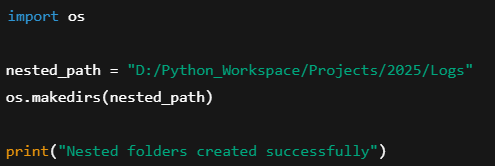 import os
nested_path = "D:/Python_Workspace/Projects/2025/Logs"
os.makedirs(nested_path)
print("Nested folders created successfully")